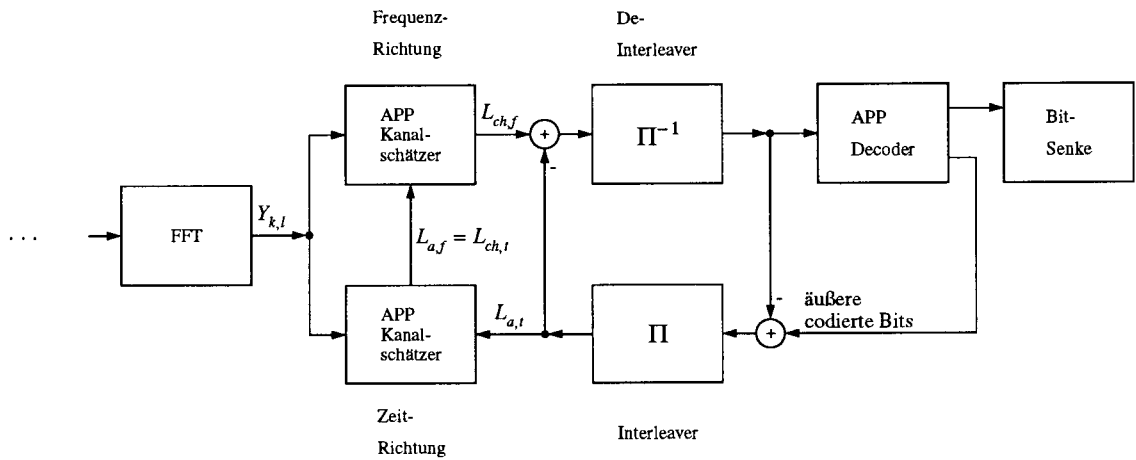 Frequenz-
Richtung
De-
Interleaver
APP
Kanal-
schätzer
L_{ch,f}
+
-
Π⁻¹
APP
Decoder
Bit-
Senke
. . .
FFT
Y_{k,l}
L_{a,f} = L_{ch,t}
APP
Kanal-
schätzer
L_{a,t}
Π
-
+
äußere
codierte Bits
Zeit-
Richtung
Interleaver